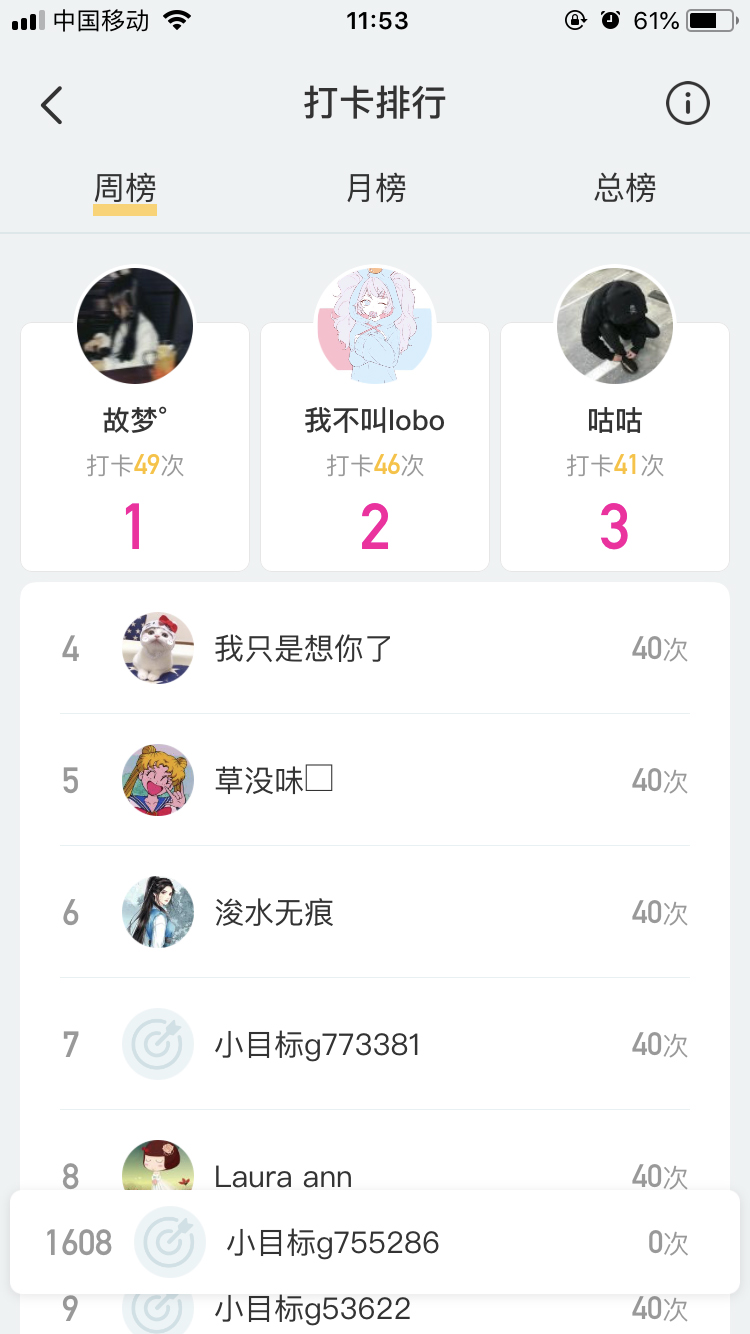 中国移动 11:53 61%
打卡排行
周榜 月榜 总榜
故梦° 我不叫lobo 咕咕
打卡49次 打卡46次 打卡41次
1 2 3
4 我只是想你了 40次
5 草没味□ 40次
6 浚水无痕 40次
7 小目标g773381 40次
8 Laura ann 40次
1608 小目标g755286 0次
9 小目标g53622 40次